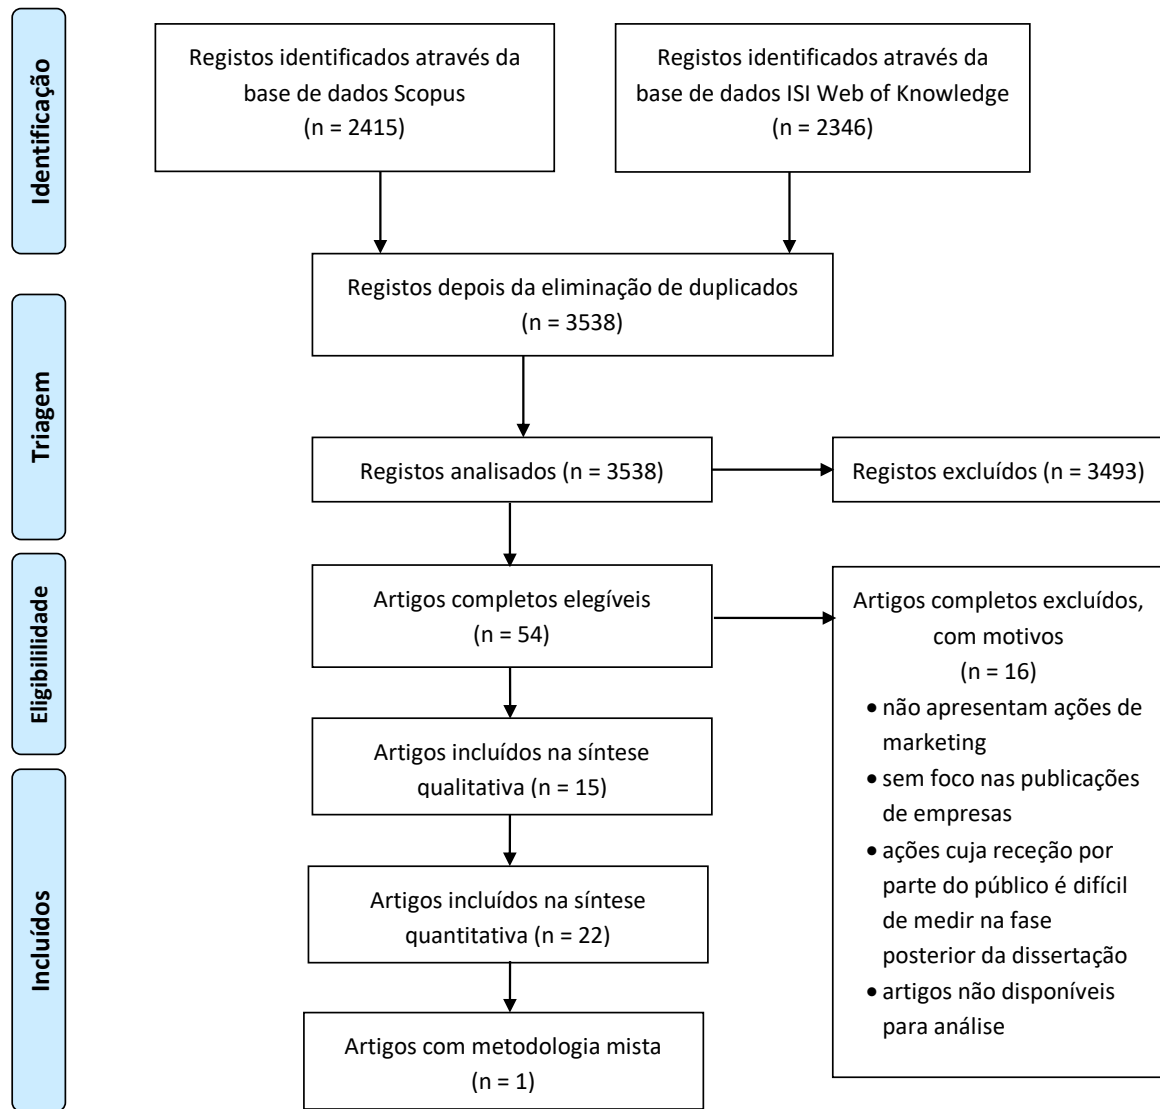 Identificação
Registos identificados através da
base de dados Scopus
(n = 2415)
Registos identificados através da
base de dados ISI Web of Knowledge
(n = 2346)
Registos depois da eliminação de duplicados
(n = 3538)
Triagem
Registos analisados (n = 3538)
Registos excluídos (n = 3493)
Eligibilidade
Artigos completos elegíveis
(n = 54)
Artigos completos excluídos,
com motivos
(n = 16)
• não apresentam ações de
marketing
• sem foco nas publicações
de empresas
• ações cuja receção por
parte do público é difícil
de medir na fase
posterior da dissertação
• artigos não disponíveis
para análise
Artigos incluídos na síntese
qualitativa (n = 15)
Incluídos
Artigos incluídos na síntese
quantitativa (n = 22)
Artigos com metodologia mista
(n = 1)